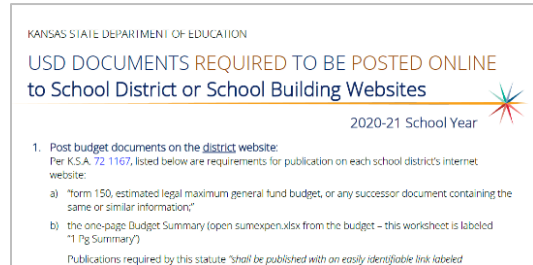 KANSAS STATE DEPARTMENT OF EDUCATION
USD DOCUMENTS REQUIRED TO BE POSTED ONLINE
to School District or School Building Websites
2020-21 School Year
1. Post budget documents on the district website:
Per K.S.A. 72 1167, listed below are requirements for publication on each school district's internet
website:
a) "form 150, estimated legal maximum general fund budget, or any successor document containing the
same or similar information;"
b) the one-page Budget Summary (open sumexpen.xlsx from the budget – this worksheet is labeled
"1 Pg Summary")
Publications required by this statute "shall be published with an easily identifiable link labeled